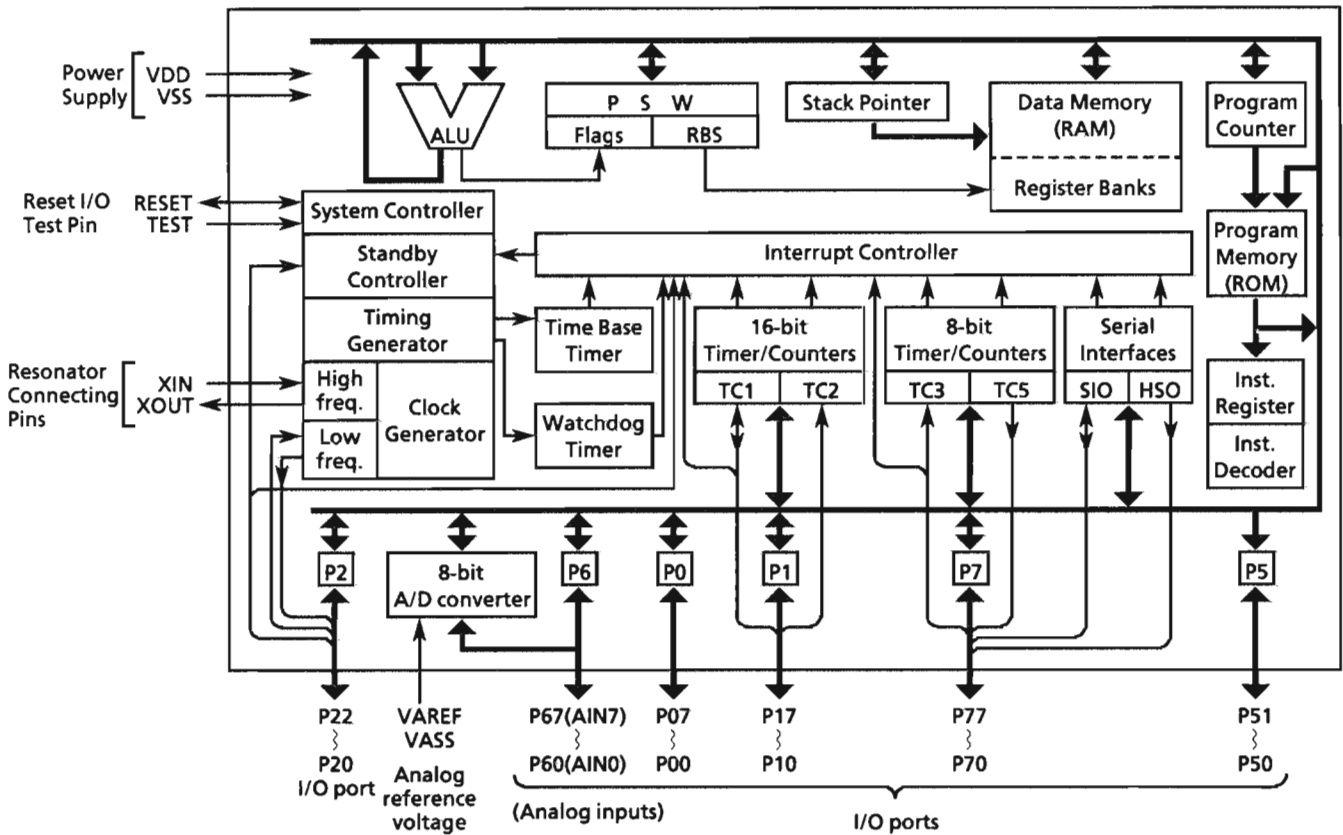 Power Supply
VDD
VSS
ALU
P S W
Flags
RBS
Stack Pointer
Data Memory
(RAM)
Register Banks
Program
Counter
Reset I/O
RESET
Test Pin
TEST
System Controller
Standby
Controller
Timing
Generator
High
freq.
Low
freq.
Clock
Generator
Interrupt Controller
Program
Memory
(ROM)
Time Base
Timer
Watchdog
Timer
16-bit
Timer/Counters
TC1
TC2
8-bit
Timer/Counters
TC3
TC5
Serial
Interfaces
SIO
HSO
Inst.
Register
Inst.
Decoder
Resonator
Connecting
Pins
XIN
XOUT
P2
8-bit
A/D converter
P6
P0
P1
P7
P5
P22
P20
I/O port
VAREF
VASS
Analog
reference
voltage
P67(AIN7)
P60(AIN0)
(Analog inputs)
P07
P00
P17
P10
P77
P70
P51
P50
I/O ports